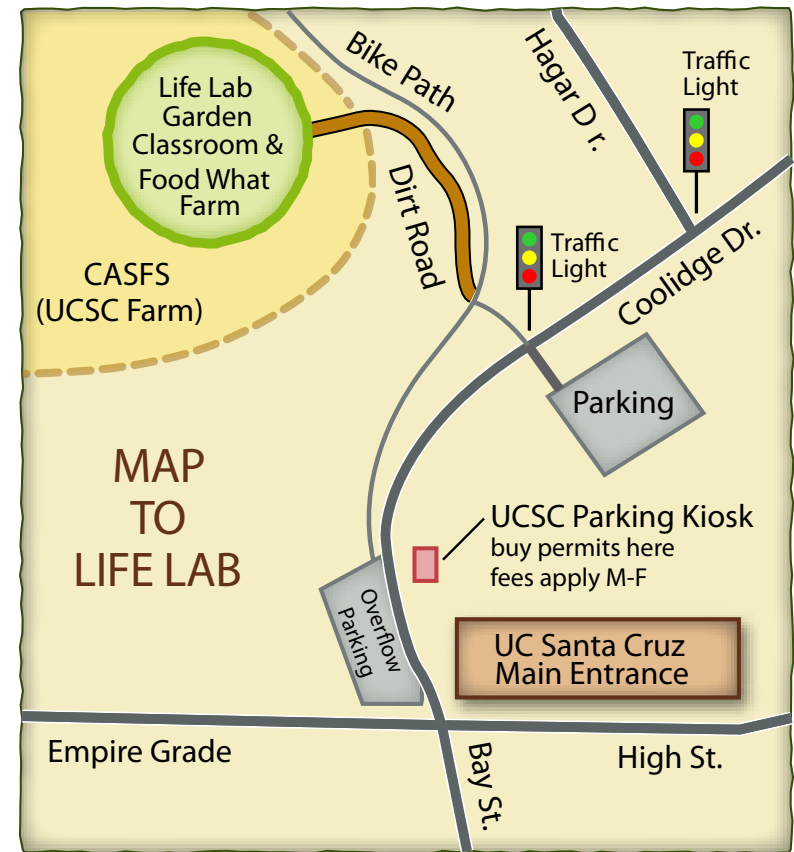 Life Lab
Garden
Classroom &
Food What
Farm
Bike Path
Hagar D r.
Traffic
Light
Dirt Road
Traffic
Light
Coolidge Dr.
CASFS
(UCSC Farm)
Parking
MAP
TO
LIFE LAB
UCSC Parking Kiosk
buy permits here
fees apply M-F
Overflow
Parking
UC Santa Cruz
Main Entrance
Empire Grade
Bay St.
High St.